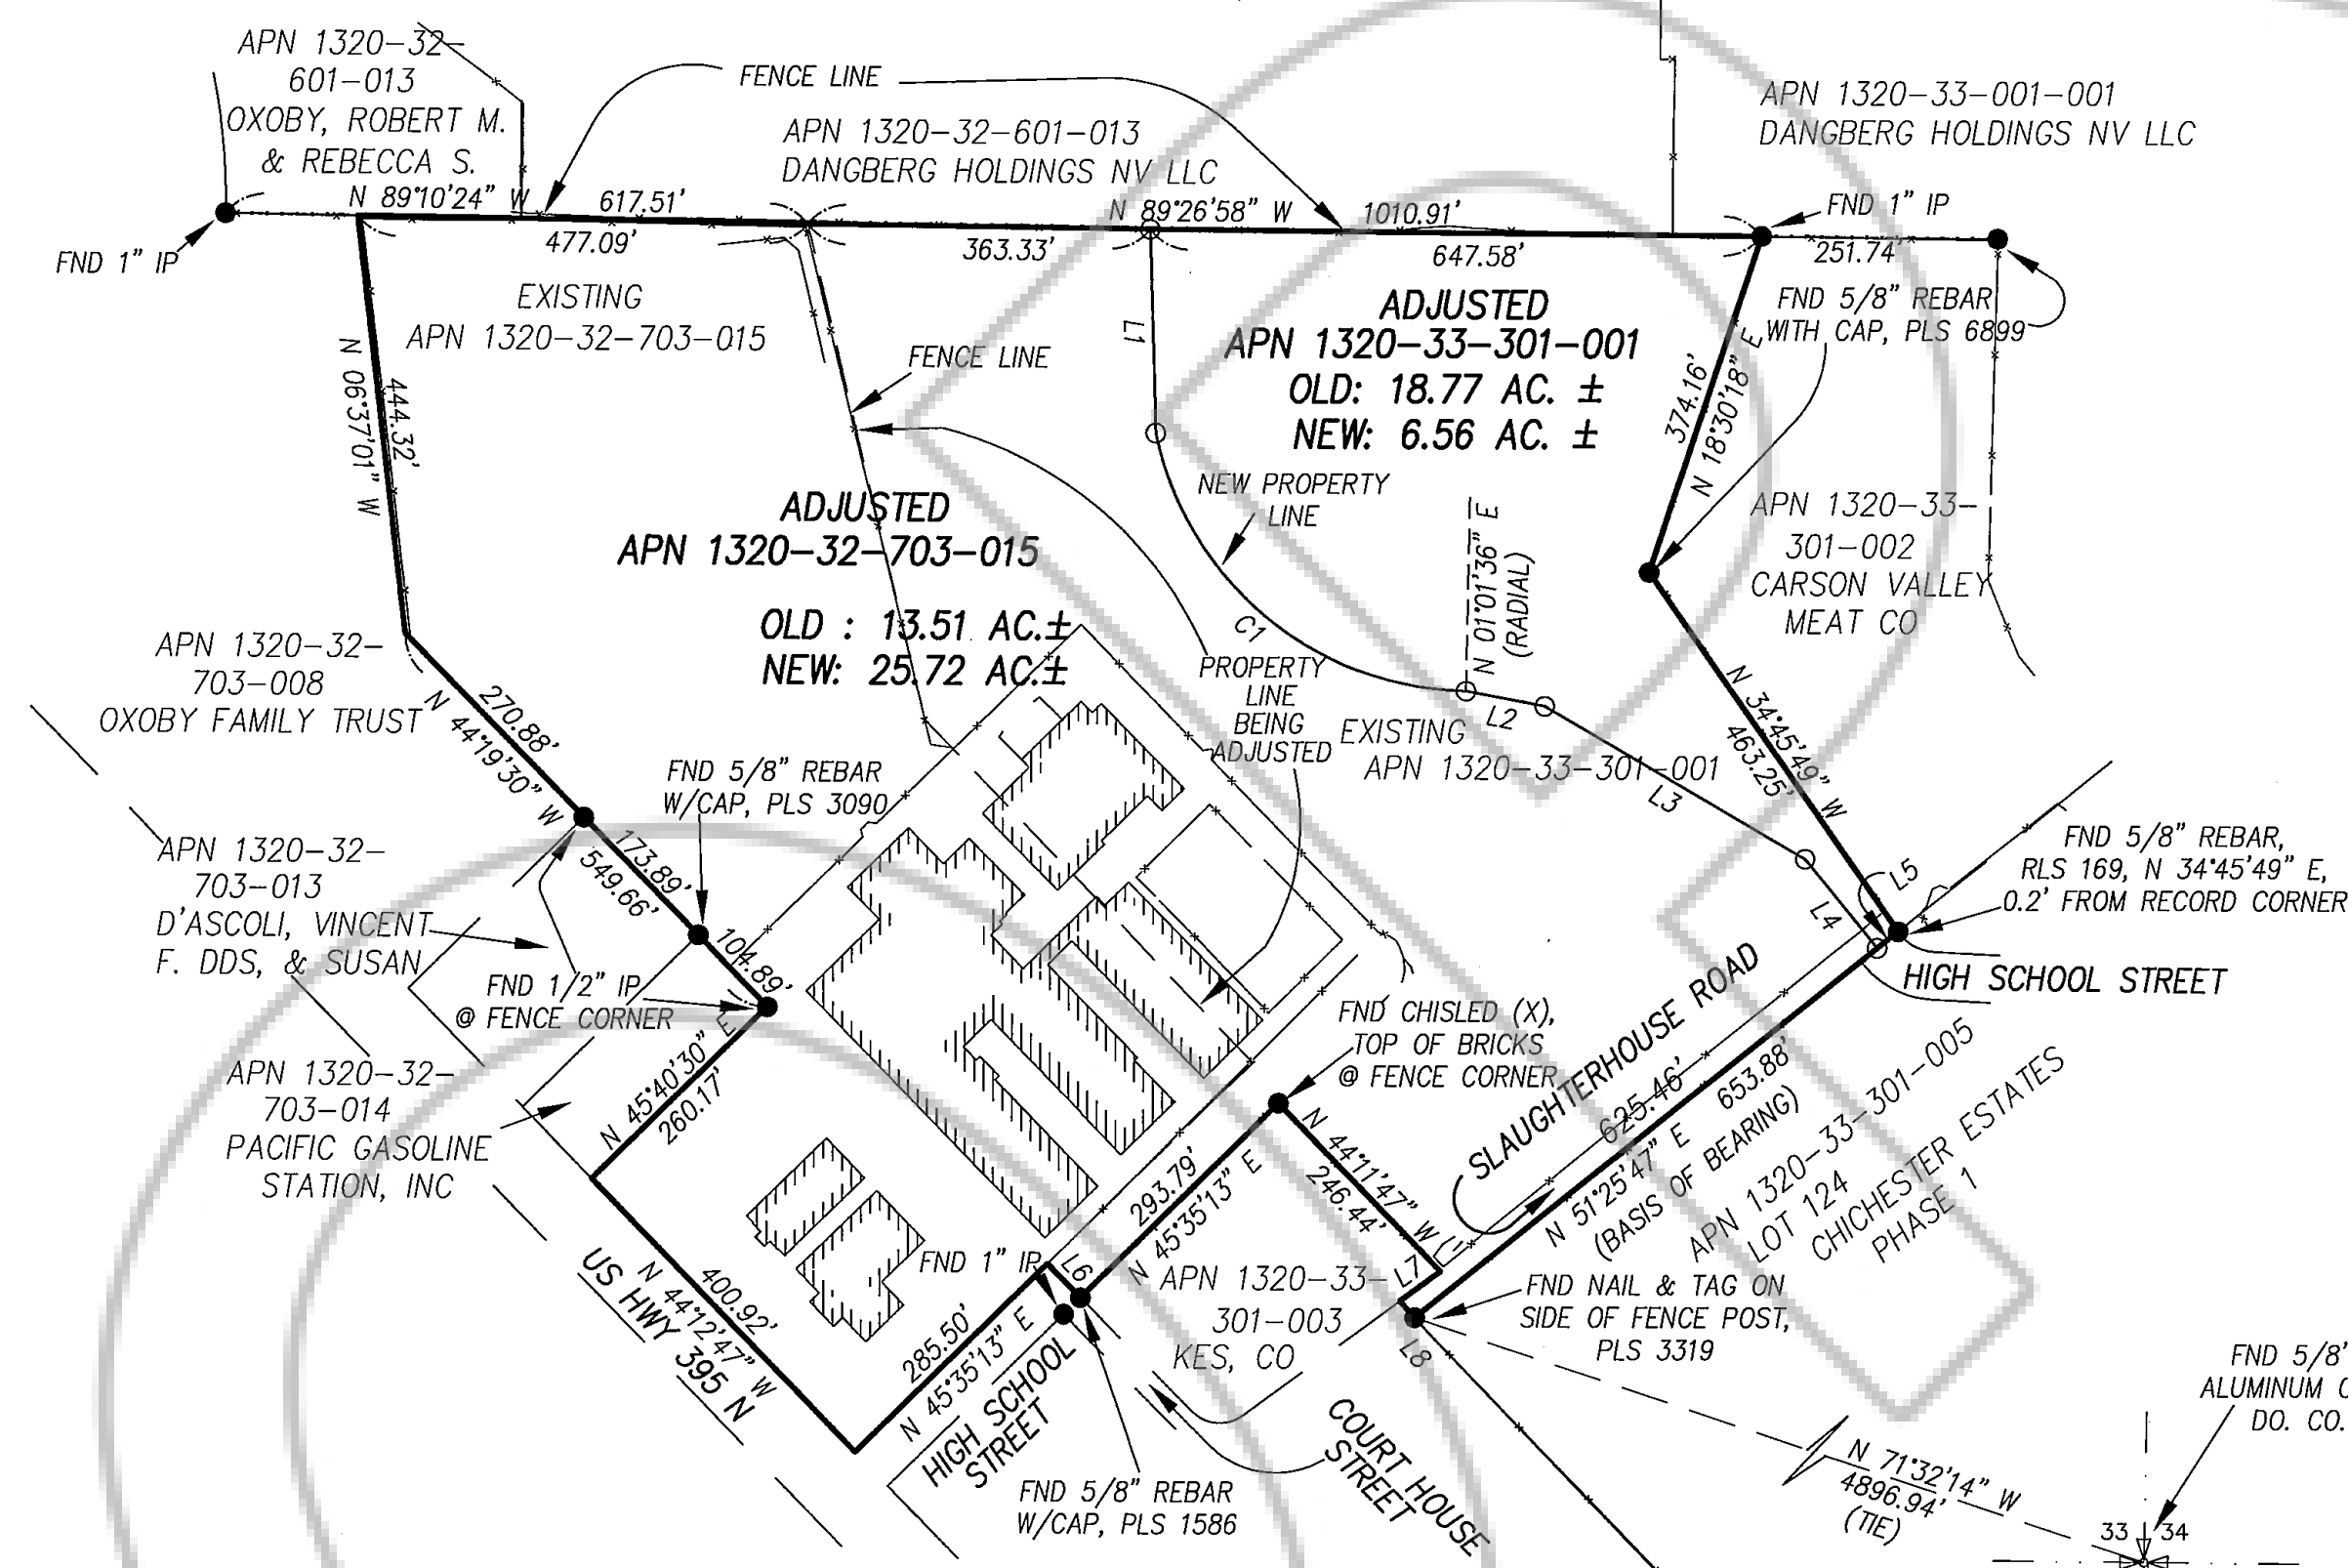 APN 1320-32-
601-013
OXOBY, ROBERT M.
& REBECCA S.
FENCE LINE
APN 1320-32-601-013
DANGBERG HOLDINGS NV LLC
APN 1320-33-001-001
DANGBERG HOLDINGS NV LLC
N 89°10'24" W
617.51'
N 89°26'58" W
1010.91'
FND 1" IP
FND 1" IP
477.09'
363.33'
647.58'
251.74'
EXISTING
APN 1320-32-703-015
L1
ADJUSTED
APN 1320-33-301-001
OLD: 18.77 AC. ±
NEW: 6.56 AC. ±
FND 5/8" REBAR
WITH CAP, PLS 6899
N 06°37'01" W
444.32'
FENCE LINE
374.16'
N 18°30'18" E
NEW PROPERTY
LINE
ADJUSTED
APN 1320-32-703-015
OLD : 13.51 AC.±
NEW: 25.72 AC.±
N 01°01'36" E
(RADIAL)
APN 1320-33-
301-002
CARSON VALLEY
MEAT CO
C1
APN 1320-32-
703-008
OXOBY FAMILY TRUST
270.88'
N 44°19'30" W
PROPERTY
LINE
BEING
ADJUSTED
L2
EXISTING
APN 1320-33-301-001
L3
N 34°45'49" W
463.25'
FND 5/8" REBAR
W/CAP, PLS 3090
173.89'
549.66'
104.89'
APN 1320-32-
703-013
D'ASCOLI, VINCENT
F. DDS, & SUSAN
L4
L5
FND 5/8" REBAR,
RLS 169, N 34°45'49" E,
0.2' FROM RECORD CORNER
HIGH SCHOOL STREET
FND 1/2" IP
@ FENCE CORNER
FND CHISLED (X),
TOP OF BRICKS
@ FENCE CORNER
SLAUGHTERHOUSE ROAD
APN 1320-32-
703-014
PACIFIC GASOLINE
STATION, INC
N 45°40'30" E
260.17'
625.46'
653.88'
N 51°25'47" E
(BASIS OF BEARING)
APN 1320-33-301-005
LOT 124
CHICHESTER ESTATES
PHASE 1
293.79'
N 45°35'13" E
N 44°11'47" W
246.44'
US HWY 395 N
400.92'
N 44°12'47" W
FND 1" IP
L6
285.50'
N 45°35'13" E
APN 1320-33-
301-003
KES, CO
L7
L8
FND NAIL & TAG ON
SIDE OF FENCE POST,
PLS 3319
HIGH SCHOOL
STREET
COURT HOUSE
STREET
FND 5/8" REBAR
W/CAP, PLS 1586
N 71°32'14" W
4896.94'
(TIE)
FND 5/8"
ALUMINUM C
DO. CO.
33
34